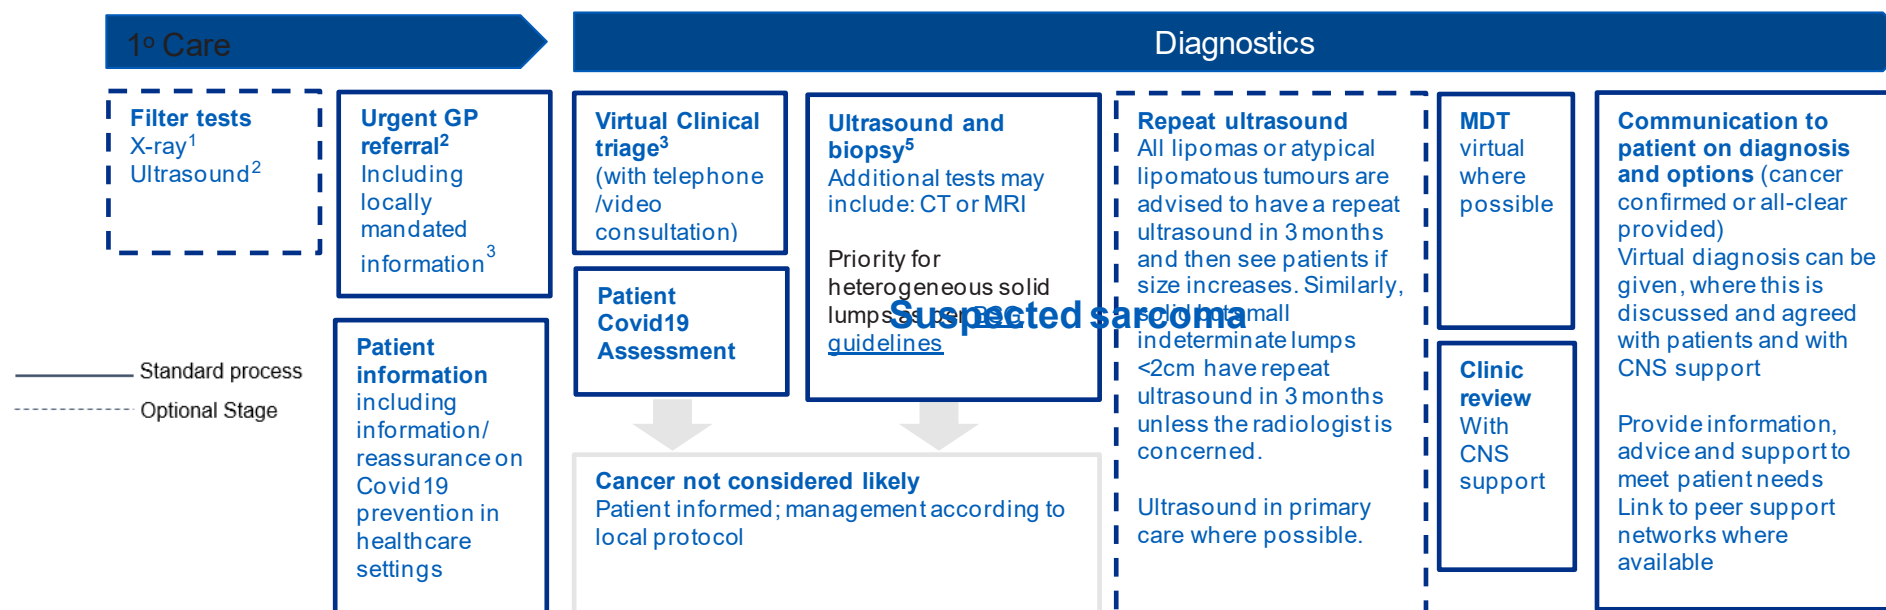 1º Care
Diagnostics
Filter tests
X-ray1
Ultrasound2
Urgent GP
referral2
Including
locally
mandated
information3
Patient
information
including
information/
reassurance on
Covid19
prevention in
healthcare
settings
Standard process
Optional Stage
Virtual Clinical
triage3
(with telephone
/video
consultation)
Patient
Covid19
Assessment
Ultrasound and
biopsy5
Additional tests may
include: CT or MRI
Priority for
heterogeneous solid
lumps as per BSG
guidelines
Suspected sarcoma
Cancer not considered likely
Patient informed; management according to
local protocol
Repeat ultrasound
All lipomas or atypical
lipomatous tumours are
advised to have a repeat
ultrasound in 3 months
and then see patients if
size increases. Similarly,
solid but small
indeterminate lumps
<2cm have repeat
ultrasound in 3 months
unless the radiologist is
concerned.
Ultrasound in primary
care where possible.
MDT
virtual
where
possible
Clinic
review
With
CNS
support
Communication to
patient on diagnosis
and options (cancer
confirmed or all-clear
provided)
Virtual diagnosis can be
given, where this is
discussed and agreed
with patients and with
CNS support
Provide information,
advice and support to
meet patient needs
Link to peer support
networks where
available